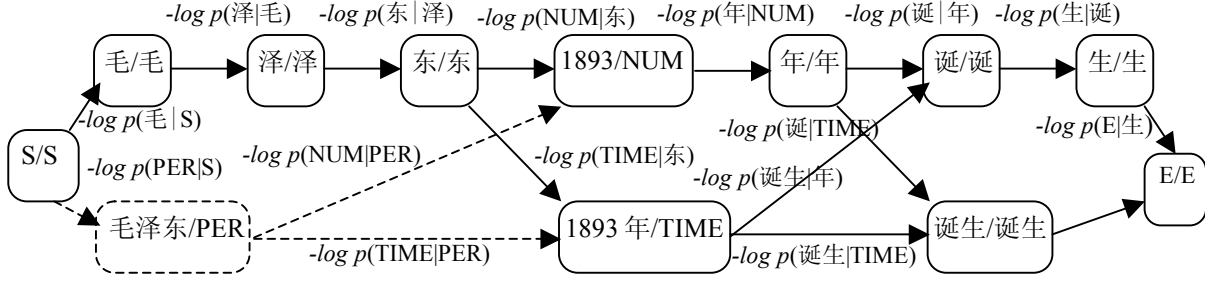 -log p(泽|毛)
-log p(东|泽)
-log p(NUM|东)
-log p(年|NUM)
-log p(诞|年)
-log p(生|诞)
毛/毛
泽/泽
东/东
1893/NUM
年/年
诞/诞
生/生
-log p(毛|S)
-log p(诞|TIME)
-log p(E|生)
S/S
-log p(PER|S)
-log p(NUM|PER)
-log p(TIME|东)
-log p(诞生|年)
E/E
毛泽东/PER
1893 年/TIME
诞生/诞生
-log p(TIME|PER)
-log p(诞生|TIME)